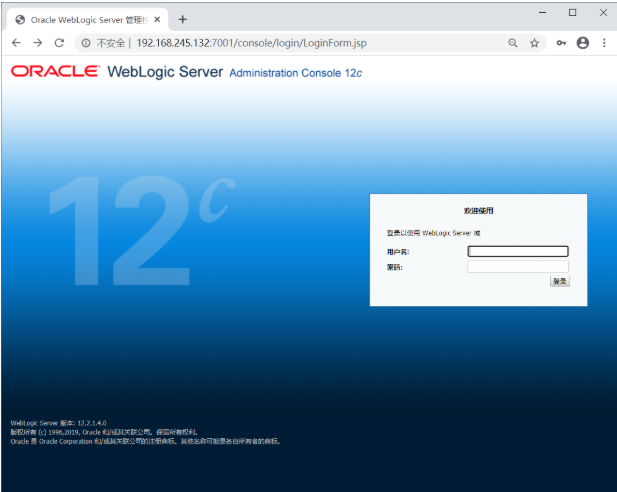 Oracle WebLogic Server 管理控
不安全 | 192.168.245.132:7001/console/login/LoginForm.jsp
ORACLE WebLogic Server Administration Console 12c
12c
欢迎使用
登录以使用 WebLogic Server 域
用户名:
密码:
登录
WebLogic Server 版本: 12.2.1.4.0
版权所有 (c) 1996,2019, Oracle 和/或其关联公司。保留所有权利。
Oracle 是 Oracle Corporation 和/或其关联公司的注册商标。其他名称可能是各自所有者的商标。